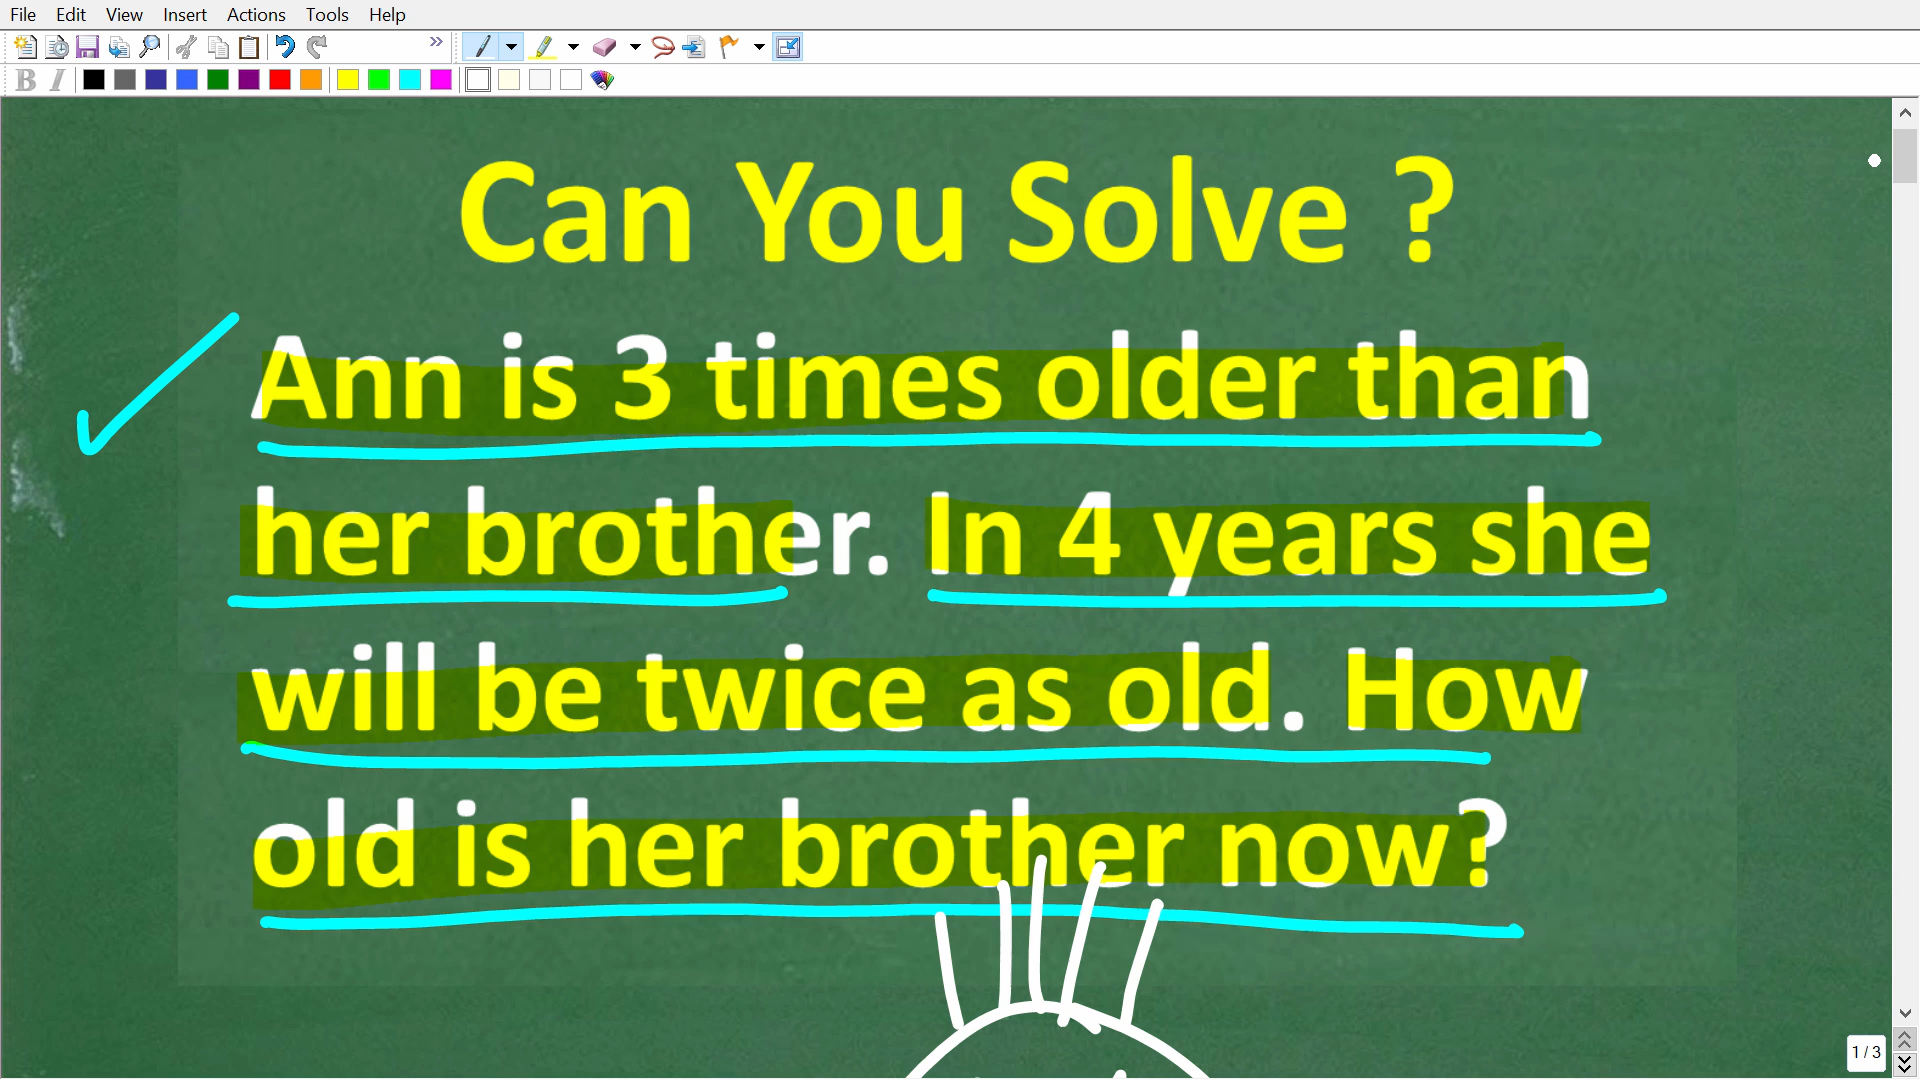 File Edit View Insert Actions Tools Help
B I
Can You Solve ?
Ann is 3 times older than
her brother. In 4 years she
will be twice as old. How
old is her brother now?
1 / 3